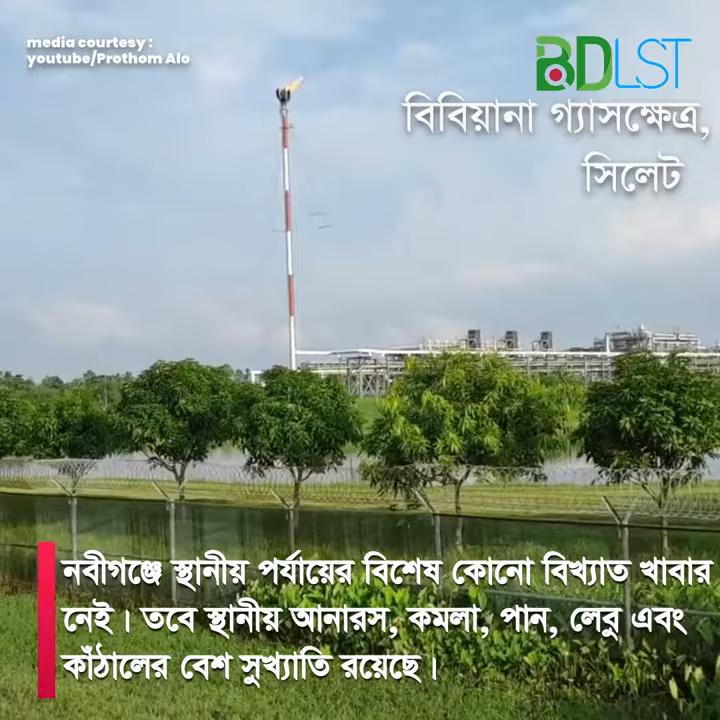 media courtesy :
youtube/Prothom Alo
BDLST
বিবিয়ানা গ্যাসক্ষেত্র,
সিলেট
নবীগঞ্জে স্থানীয় পর্যায়ের বিশেষ কোনো বিখ্যাত খাবার
নেই। তবে স্থানীয় আনারস, কমলা, পান, লেবু এবং
কাঁঠালের বেশ সুখ্যাতি রয়েছে।